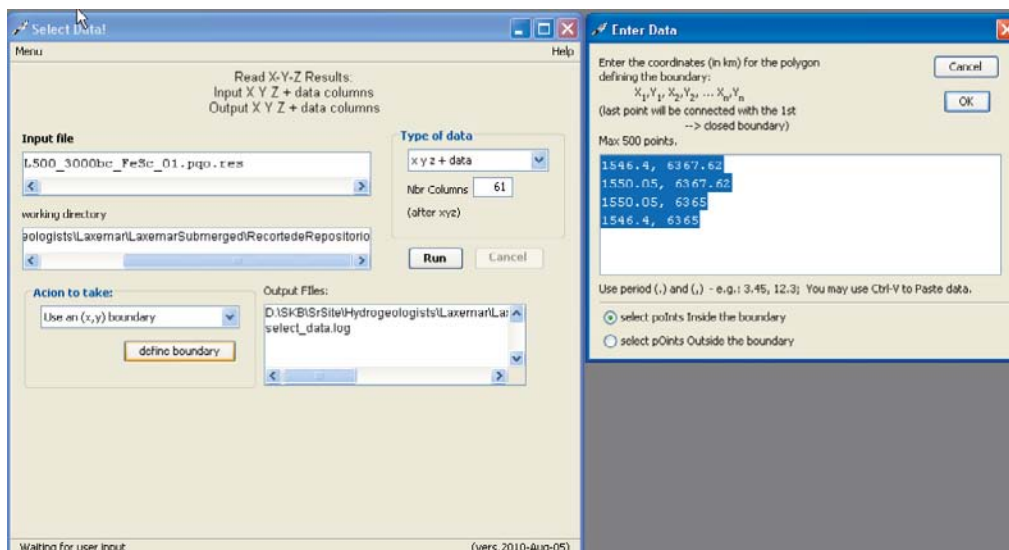 Select Data!
Menu
Help
Read X-Y-Z Results:
Input X Y Z + data columns
Output X Y Z + data columns
Input file
L500_3000bc_FeSc_01.pqo.res
Type of data
x y z + data
Nbr Columns 61
(after xyz)
working directory
eologists\Laxemar\LaxemarSubmerged\RecortedeRepositorio
Run
Cancel
Acion to take:
Use an (x,y) boundary
define boundary
Output FIles:
D:\SKB\SrSite\Hydrogeologists\Laxemar\La
select_data.log
Waiting for user input
(vers.2010-Aug-05)
Enter Data
Enter the coordinates (in km) for the polygon
defining the boundary:
X1,Y1, X2,Y2, ... Xn,Yn
(last point will be connected with the 1st
--> closed boundary)
Max 500 points.
Cancel
OK
1546.4, 6367.62
1550.05, 6367.62
1550.05, 6365
1546.4, 6365
Use period (.) and (,) - e.g.: 3.45, 12.3; You may use Ctrl-V to Paste data.
select poInts Inside the boundary
select pOints Outside the boundary